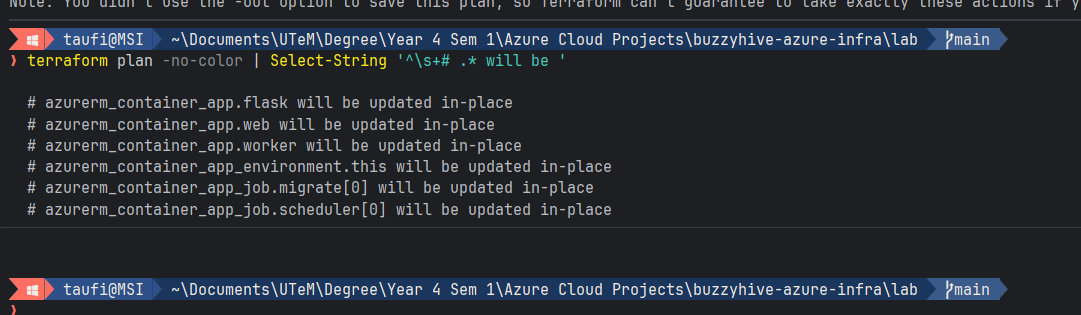 Note: You didn't use the -out option to save this plan, so Terraform can't guarantee to take exactly these actions if y
taufi@MSI ~\Documents\UTeM\Degree\Year 4 Sem 1\Azure Cloud Projects\buzzyhive-azure-infra\lab main
❯ terraform plan -no-color | Select-String '^\s+# .* will be '
# azurerm_container_app.flask will be updated in-place
# azurerm_container_app.web will be updated in-place
# azurerm_container_app.worker will be updated in-place
# azurerm_container_app_environment.this will be updated in-place
# azurerm_container_app_job.migrate[0] will be updated in-place
# azurerm_container_app_job.scheduler[0] will be updated in-place
taufi@MSI ~\Documents\UTeM\Degree\Year 4 Sem 1\Azure Cloud Projects\buzzyhive-azure-infra\lab main
❯